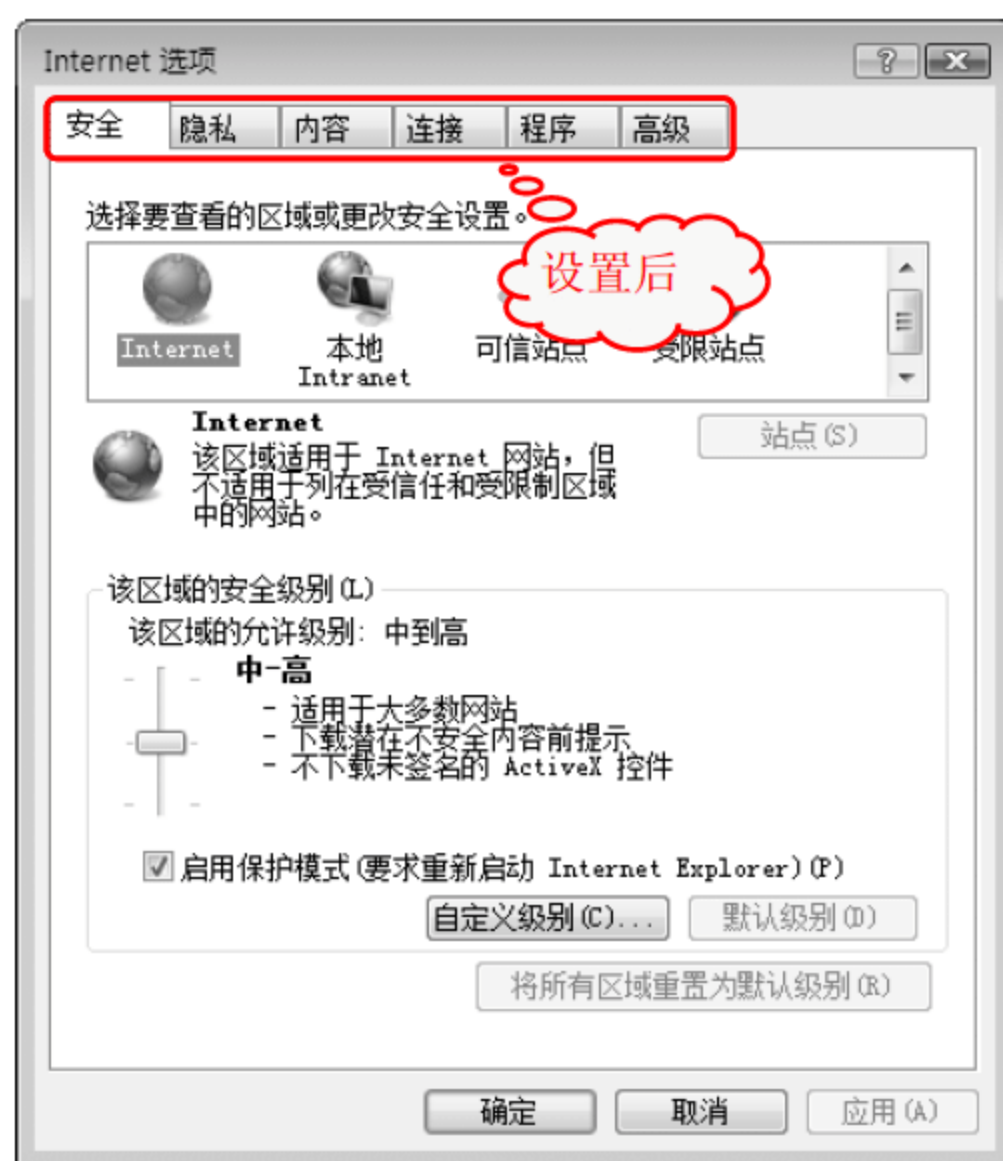 Internet 选项
安全 隐私 内容 连接 程序 高级
选择要查看的区域或更改安全设置。
设置后
Internet
本地
Intranet
可信站点
受限站点
Internet
该区域适用于 Internet 网站，但
不适用于列在受信任和受限制区域
中的网站。
站点(S)
该区域的安全级别(L)
该区域的允许级别: 中到高
中-高
- 适用于大多数网站
- 下载潜在不安全内容前提示
- 不下载未签名的 ActiveX 控件
启用保护模式(要求重新启动 Internet Explorer)(P)
自定义级别(C)... 默认级别(D)
将所有区域重置为默认级别(R)
确定 取消 应用(A)